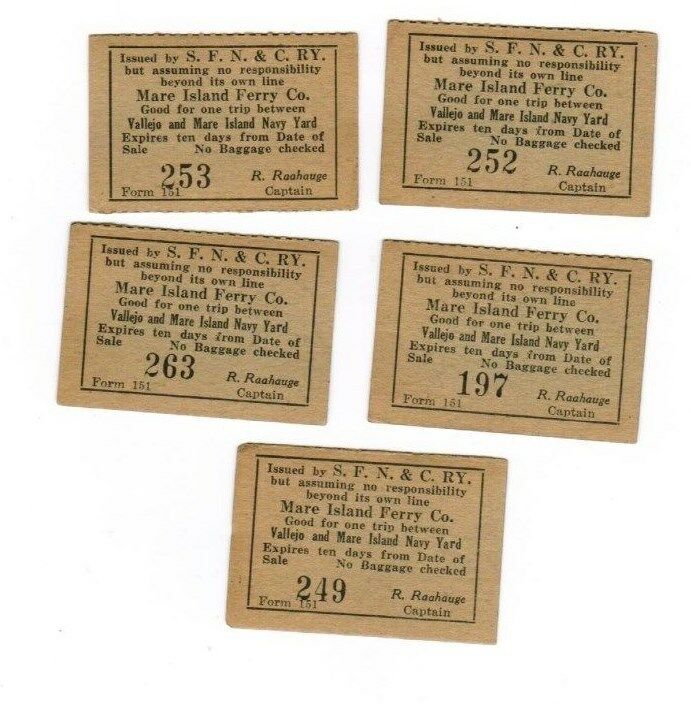 Issued by S. F. N. & C. RY.
but assuming no responsibility
beyond its own line
Mare Island Ferry Co.
Good for one trip between
Vallejo and Mare Island Navy Yard
Expires ten days from Date of
Sale No Baggage checked
253 R. Raahauge
Form 151 Captain
Issued by S. F. N. & C. RY.
but assuming no responsibility
beyond its own line
Mare Island Ferry Co.
Good for one trip between
Vallejo and Mare Island Navy Yard
Expires ten days from Date of
Sale No Baggage checked
252 R. Raahauge
Form 151 Captain
Issued by S. F. N. & C. RY.
but assuming no responsibility
beyond its own line
Mare Island Ferry Co.
Good for one trip between
Vallejo and Mare Island Navy Yard
Expires ten days from Date of
Sale No Baggage checked
263 R. Raahauge
Form 151 Captain
Issued by S. F. N. & C. RY.
but assuming no responsibility
beyond its own line
Mare Island Ferry Co.
Good for one trip between
Vallejo and Mare Island Navy Yard
Expires ten days from Date of
Sale No Baggage checked
197 R. Raahauge
Form 151 Captain
Issued by S. F. N. & C. RY.
but assuming no responsibility
beyond its own line
Mare Island Ferry Co.
Good for one trip between
Vallejo and Mare Island Navy Yard
Expires ten days from Date of
Sale No Baggage checked
249 R. Raahauge
Form 151 Captain